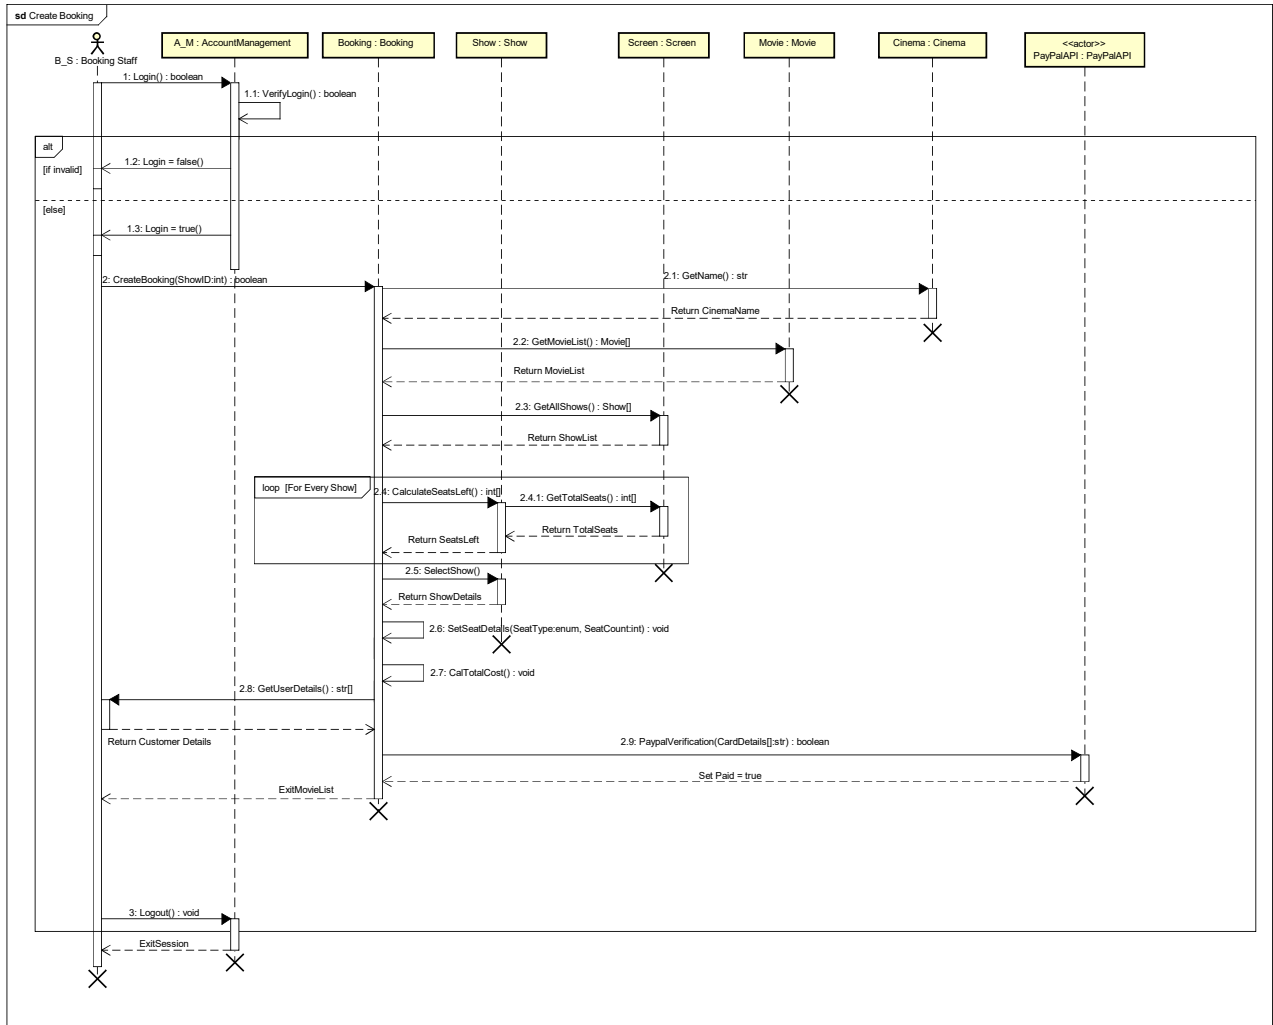 sd Create Booking
B_S : Booking Staff
A_M : AccountManagement
Booking : Booking
Show : Show
Screen : Screen
Movie : Movie
Cinema : Cinema
<<actor>>
PayPalAPI : PayPalAPI
1: Login() : boolean
1.1: VerifyLogin() : boolean
alt
[if invalid]
1.2: Login = false()
[else]
1.3: Login = true()
2: CreateBooking(ShowID:int) : boolean
2.1: GetName() : str
Return CinemaName
2.2: GetMovieList() : Movie[]
Return MovieList
2.3: GetAllShows() : Show[]
Return ShowList
loop [For Every Show]
2.4: CalculateSeatsLeft() : int[]
2.4.1: GetTotalSeats() : int[]
Return TotalSeats
Return SeatsLeft
2.5: SelectShow()
Return ShowDetails
2.6: SetSeatDetails(SeatType:enum, SeatCount:int) : void
2.7: CalTotalCost() : void
2.8: GetUserDetails() : str[]
Return Customer Details
2.9: PaypalVerification(CardDetails[]:str) : boolean
Set Paid = true
ExitMovieList
3: Logout() : void
ExitSession